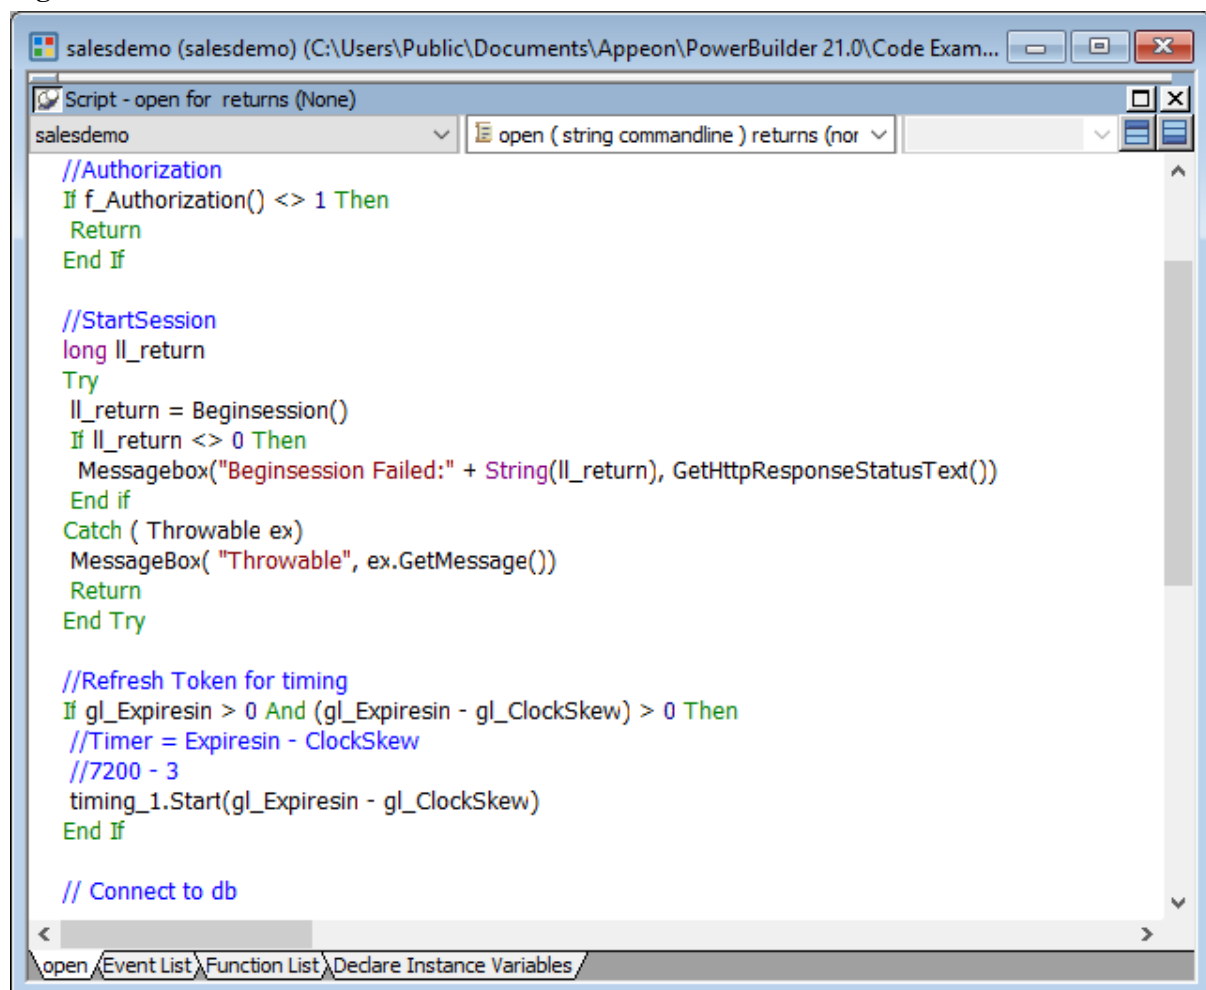 salesdemo (salesdemo) (C:\Users\Public\Documents\Appeon\PowerBuilder 21.0\Code Exam...
Script - open for returns (None)
salesdemo
open ( string commandline ) returns (nor
//Authorization
If f_Authorization() <> 1 Then
Return
End If
//StartSession
long ll_return
Try
ll_return = Beginsession()
If ll_return <> 0 Then
Messagebox("Beginsession Failed:" + String(ll_return), GetHttpResponseStatusText())
End if
Catch ( Throwable ex)
MessageBox( "Throwable", ex.GetMessage())
Return
End Try
//Refresh Token for timing
If gl_Expiresin > 0 And (gl_Expiresin - gl_ClockSkew) > 0 Then
//Timer = Expiresin - ClockSkew
//7200 - 3
timing_1.Start(gl_Expiresin - gl_ClockSkew)
End If
// Connect to db
open Event List Function List Declare Instance Variables